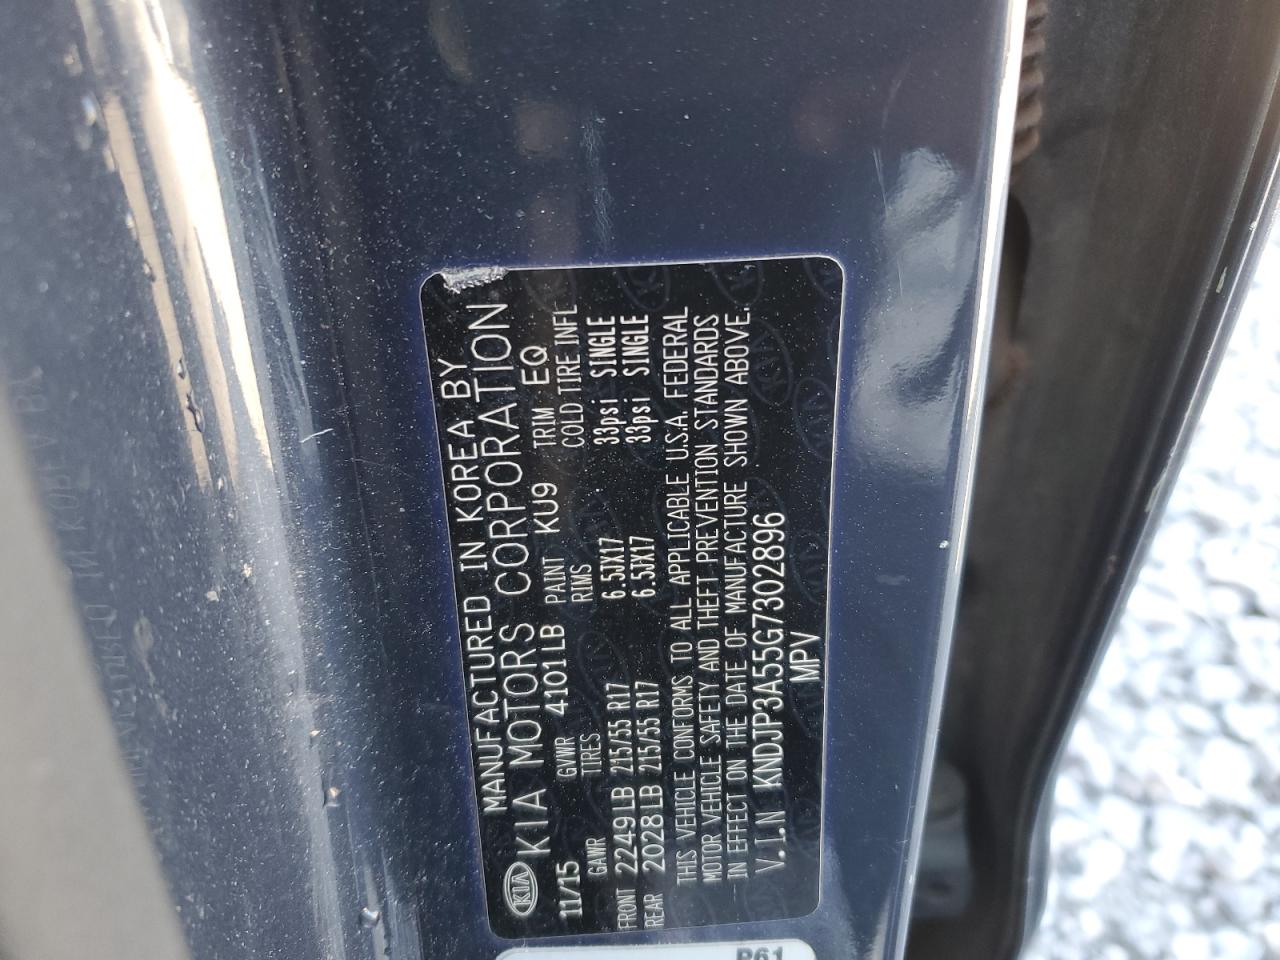 MANUFACTURED IN KOREA BY
KIA KIA MOTORS CORPORATION
11/15 GVWR 4101LB PAINT KU9 TRIM EQ
GAWR TIRES RIMS COLD TIRE INFL
FRONT 2249LB 215/55 R17 6.5JX17 33psi SINGLE
REAR 2028LB 215/55 R17 6.5JX17 33psi SINGLE
THIS VEHICLE CONFORMS TO ALL APPLICABLE U.S.A. FEDERAL
MOTOR VEHICLE SAFETY AND THEFT PREVENTION STANDARDS
IN EFFECT ON THE DATE OF MANUFACTURE SHOWN ABOVE.
V.I.N KNDJP3A55G7302896
MPV
P61